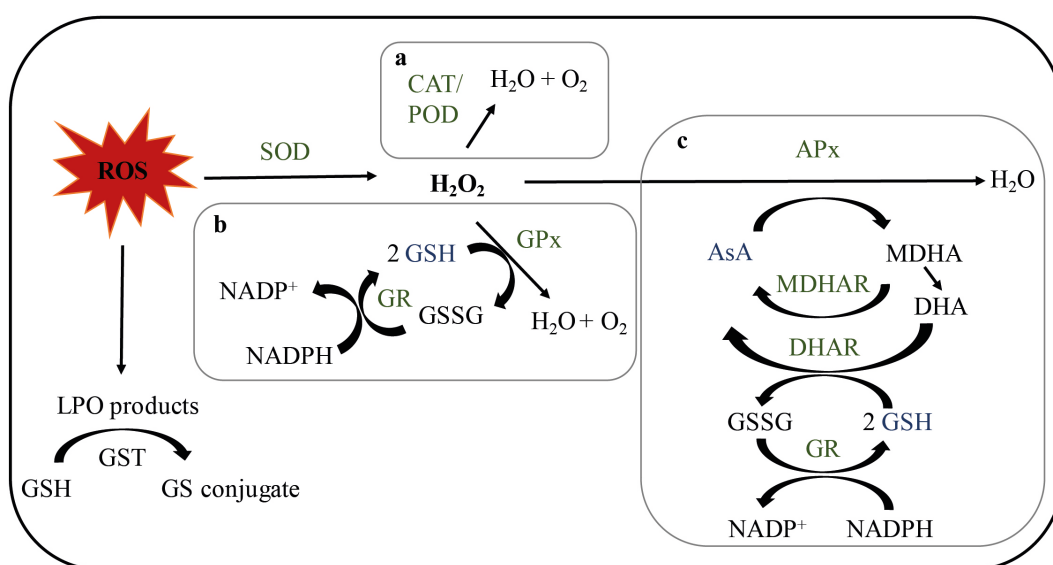 a
CAT/
POD
H₂O + O₂
ROS
SOD
H₂O₂
b
2 GSH
GPx
NADP⁺
GR
GSSG
H₂O + O₂
NADPH
c
APx
H₂O
AsA
MDHA
MDHAR
DHA
DHAR
GSSG
2 GSH
GR
NADP⁺
NADPH
LPO products
GST
GSH
GS conjugate